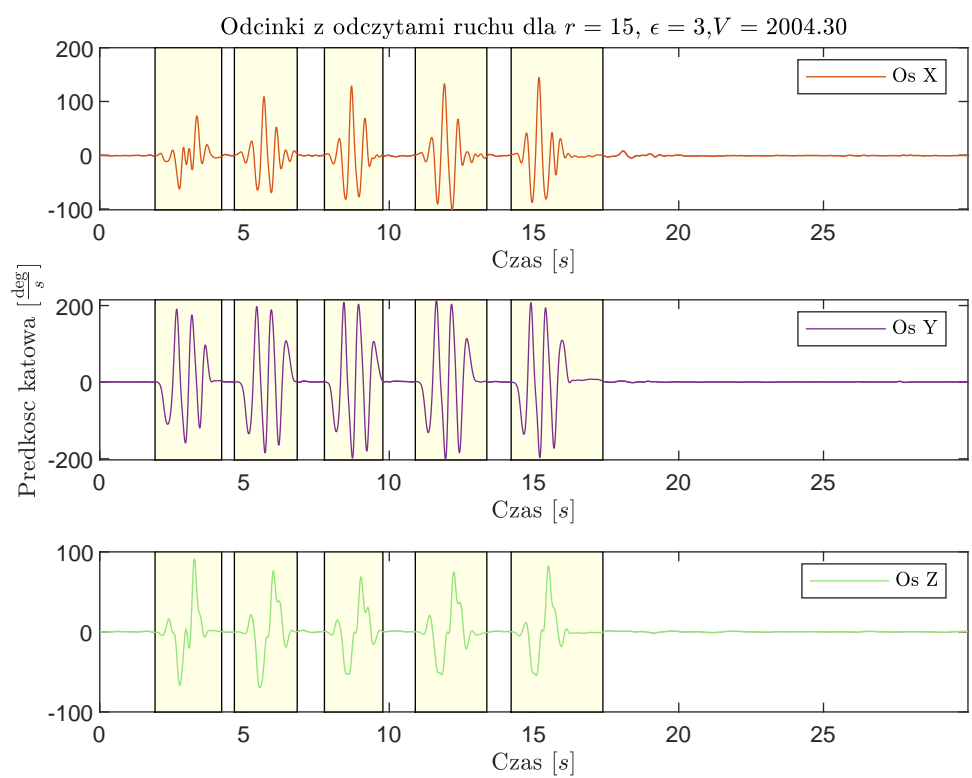 Odcinki z odczytami ruchu dla r = 15, ϵ = 3,V = 2004.30
200
100
0
-100
Os X
0 5 10 15 20 25
Czas [s]
Predkosc katowa [deg/s]
200
0
-200
Os Y
0 5 10 15 20 25
Czas [s]
100
0
-100
Os Z
0 5 10 15 20 25
Czas [s]